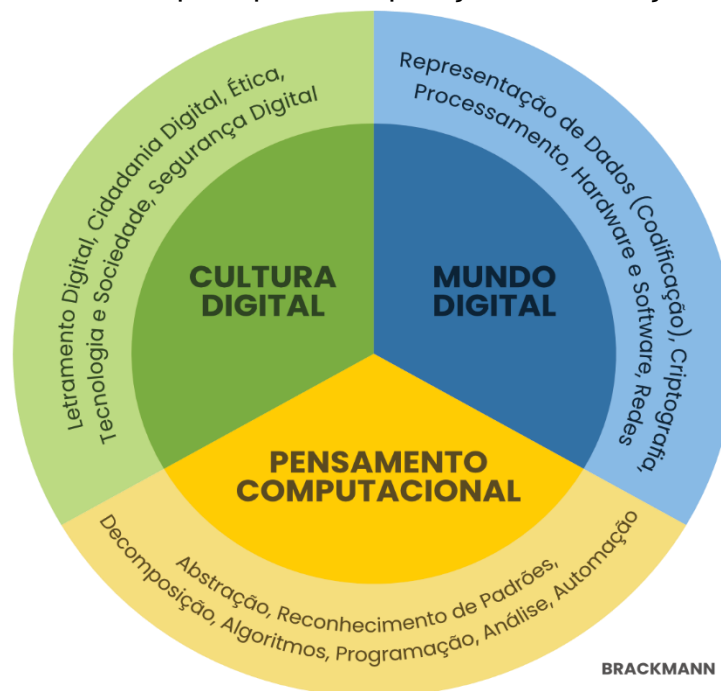 Letramento Digital, Cidadania Digital, Ética,
Tecnologia e Sociedade, Segurança Digital
CULTURA
DIGITAL
Representação de Dados (Codificação), Criptografia,
Processamento, Hardware e Software, Redes
MUNDO
DIGITAL
PENSAMENTO
COMPUTACIONAL
Abstração, Reconhecimento de Padrões,
Decomposição, Algoritmos, Programação, Análise, Automação
BRACKMANN